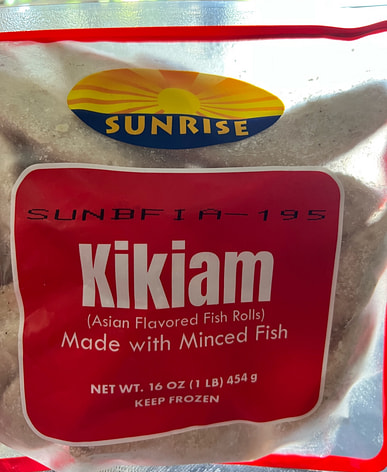 SUNRISE
SUNBFIA-195
Kikiam
(Asian Flavored Fish Rolls)
Made with Minced Fish
NET WT. 16 OZ (1 LB) 454 g
KEEP FROZEN